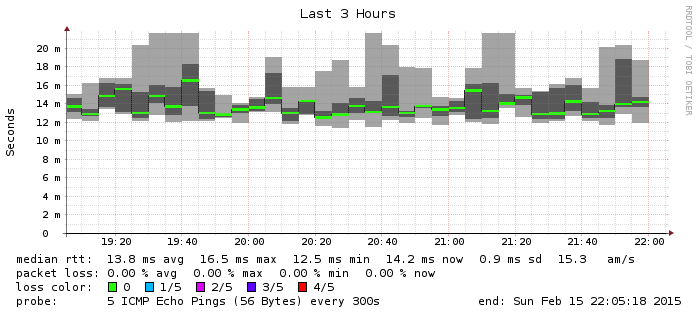 Last 3 Hours
RRDTOOL / TOBI OETIKER
Seconds
20 m
18 m
16 m
14 m
12 m
10 m
8 m
6 m
4 m
2 m
0
19:20 19:40 20:00 20:20 20:40 21:00 21:20 21:40 22:00
median rtt: 13.8 ms avg 16.5 ms max 12.5 ms min 14.2 ms now 0.9 ms sd 15.3 am/s
packet loss: 0.00 % avg 0.00 % max 0.00 % min 0.00 % now
loss color: 0 1/5 2/5 3/5 4/5
probe: 5 ICMP Echo Pings (56 Bytes) every 300s end: Sun Feb 15 22:05:18 2015